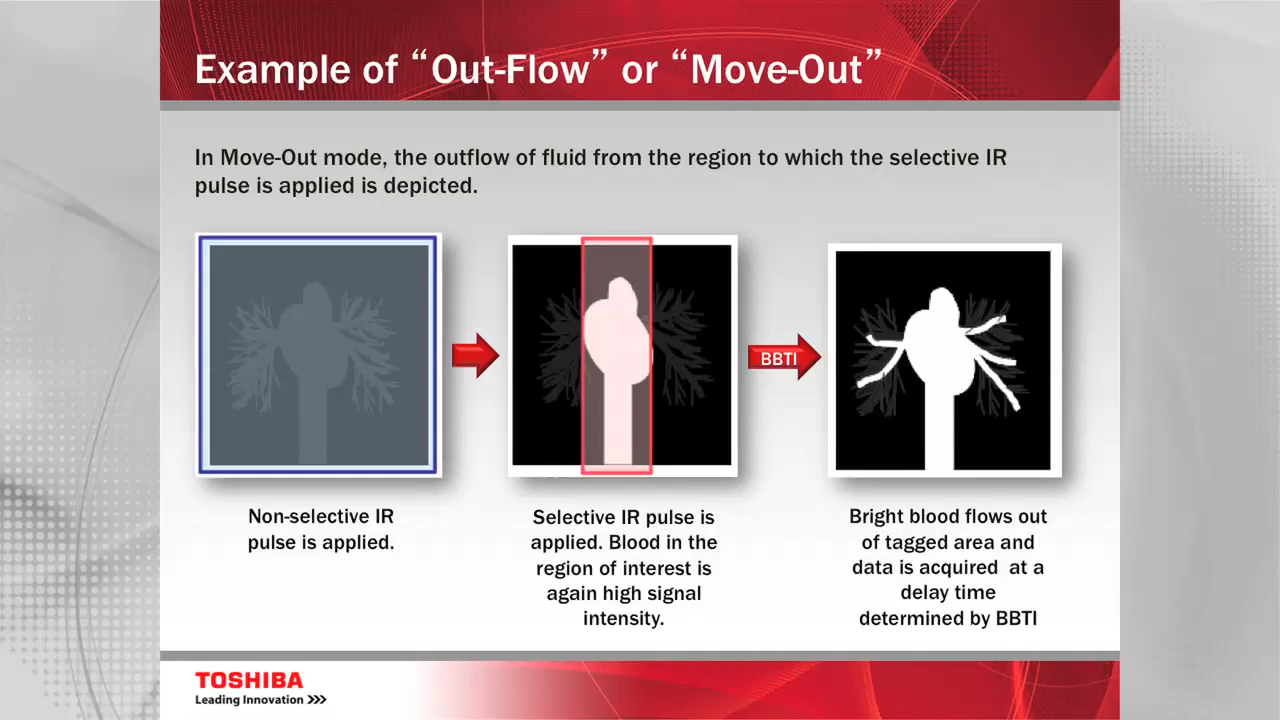 Example of “Out-Flow” or “Move-Out”
In Move-Out mode, the outflow of fluid from the region to which the selective IR
pulse is applied is depicted.
BBTI
Non-selective IR
pulse is applied.
Selective IR pulse is
applied. Blood in the
region of interest is
again high signal
intensity.
Bright blood flows out
of tagged area and
data is acquired at a
delay time
determined by BBTI
TOSHIBA
Leading Innovation >>>